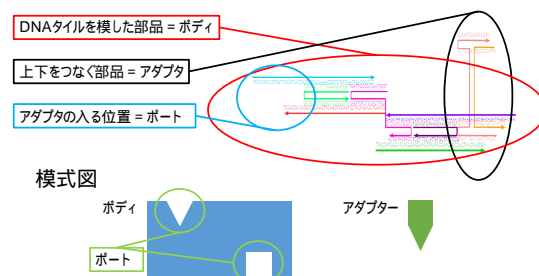 DNAタイルを模した部品＝ボディ
上下をつなぐ部品＝アダプタ
アダプタの入る位置＝ポート
模式図
ボディ
アダプター
ポート